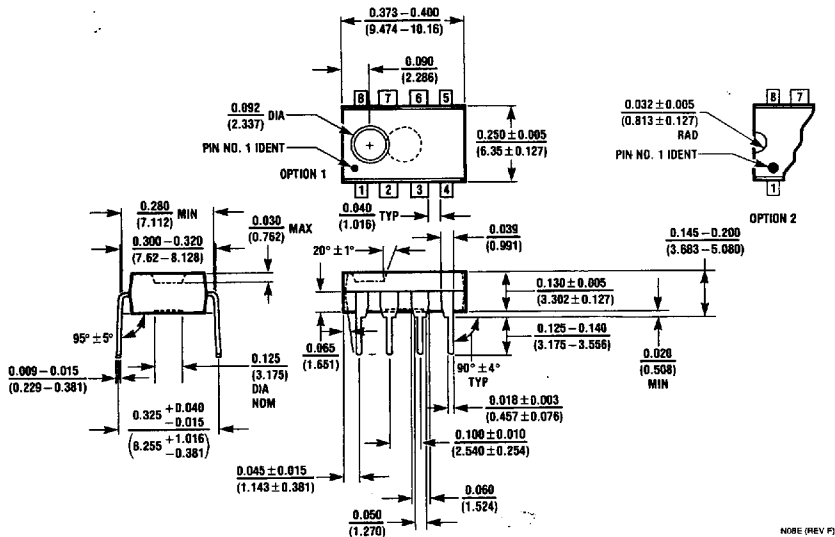 0.373 – 0.400
(9.474 – 10.16)
0.090
(2.286)
8 7 6 5
8 7
0.092 DIA
(2.337)
0.032 ± 0.005
(0.813 ± 0.127)
RAD
0.250 ± 0.005
(6.35 ± 0.127)
PIN NO. 1 IDENT
PIN NO. 1 IDENT
OPTION 1
1 2 3 4
1
OPTION 2
0.280 MIN
(7.112)
0.030 MAX
(0.762)
0.040 TYP
(1.016)
0.039
(0.991)
0.145 – 0.200
(3.683 – 5.080)
0.300 – 0.320
(7.62 – 8.128)
20° ± 1°
0.130 ± 0.005
(3.302 ± 0.127)
95° ± 5°
0.065
(1.651)
0.125 – 0.140
(3.175 – 3.556)
0.020
(0.508)
MIN
90° ± 4°
TYP
0.009 – 0.015
(0.229 – 0.381)
0.125
(3.175)
DIA
NOM
0.018 ± 0.003
(0.457 ± 0.076)
0.325 +0.040 −0.015
(8.255 +1.016 −0.381)
0.100 ± 0.010
(2.540 ± 0.254)
0.045 ± 0.015
(1.143 ± 0.381)
0.060
(1.524)
0.050
(1.270)
N08E (REV F)